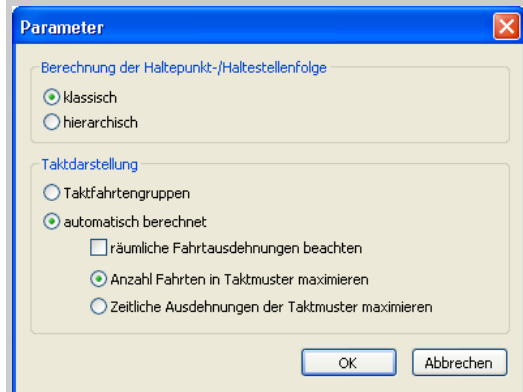 Parameter
Berechnung der Haltepunkt-/Haltestellenfolge
klassisch
hierarchisch
Taktdarstellung
Taktfahrtengruppen
automatisch berechnet
räumliche Fahrtausdehnungen beachten
Anzahl Fahrten in Taktmuster maximieren
Zeitliche Ausdehnungen der Taktmuster maximieren
OK Abbrechen